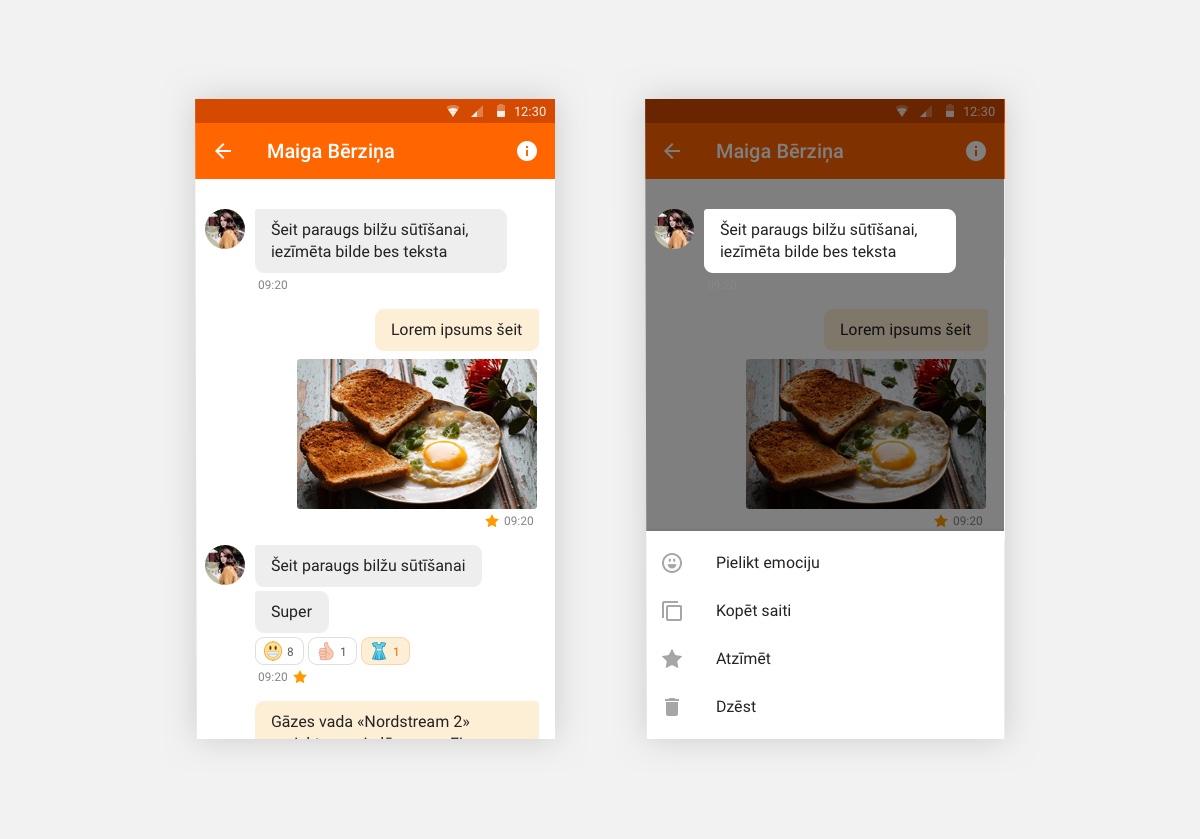 12:30
Maiga Bērziņa
Šeit paraugs bilžu sūtīšanai,
iezīmēta bilde bes teksta
09:20
Lorem ipsums šeit
09:20
Šeit paraugs bilžu sūtīšanai
Super
8
1
1
09:20
Gāzes vada «Nordstream 2»
12:30
Maiga Bērziņa
Šeit paraugs bilžu sūtīšanai,
iezīmēta bilde bes teksta
09:20
Lorem ipsums šeit
09:20
Pielikt emociju
Kopēt saiti
Atzīmēt
Dzēst